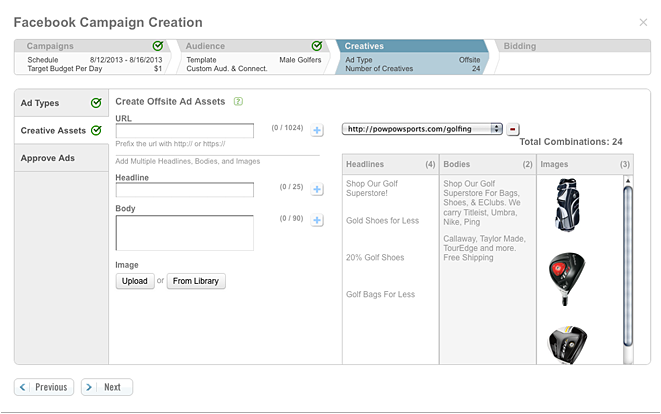 Facebook Campaign Creation
Campaigns
Schedule 8/12/2013 - 8/16/2013
Target Budget Per Day $1
Audience
Template Male Golfers
Custom Aud. & Connect.
Creatives
Ad Type Offsite
Number of Creatives 24
Bidding
Ad Types
Creative Assets
Approve Ads
Create Offsite Ad Assets ?
URL
(0 / 1024)
Prefix the url with http:// or https://
Add Multiple Headlines, Bodies, and Images
Headline
(0 / 25)
Body
(0 / 90)
Image
Upload or From Library
http://powpowsports.com/golfing
Total Combinations: 24
Headlines (4)
Shop Our Golf
Superstore!
Gold Shoes for Less
20% Golf Shoes
Golf Bags For Less
Bodies (2)
Shop Our Golf
Superstore For Bags,
Shoes, & EClubs. We
carry Titleist, Umbra,
Nike, Ping
Callaway, Taylor Made,
TourEdge and more.
Free Shipping
Images (3)
Previous
Next